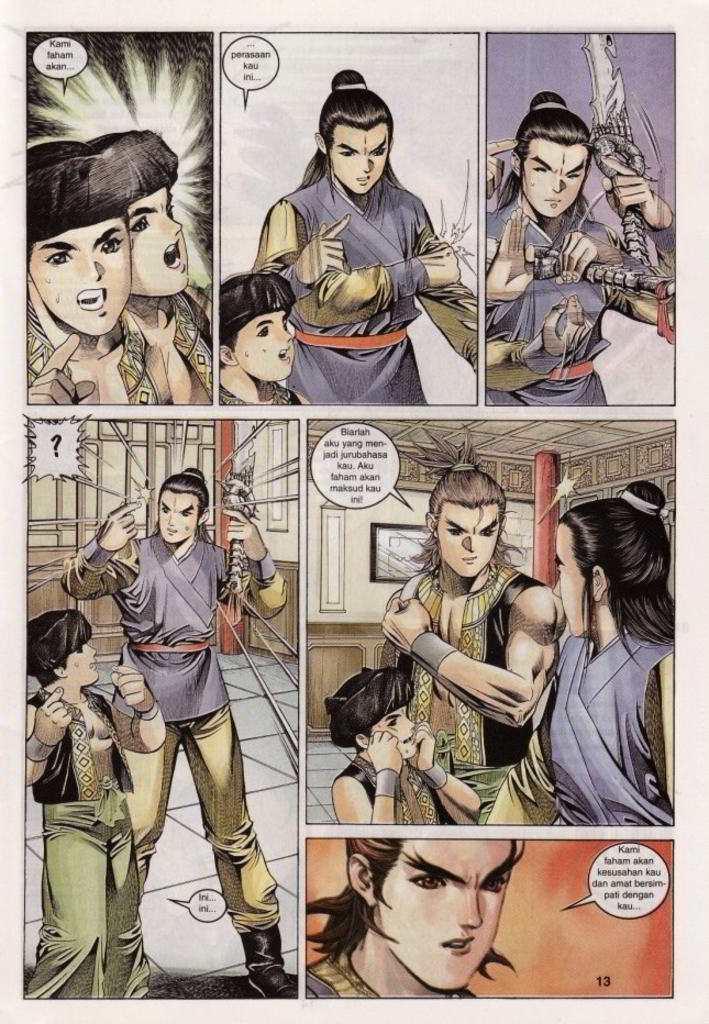 Kami
faham
akan...
...
perasaan
kau
ini...
?
Ini...
ini...
Biarlah
aku yang men-
jadi jurubahasa
kau. Aku
faham akan
maksud kau
ini!
Kami
faham akan
kesusahan kau
dan amat bersim-
pati dengan
kau...
13